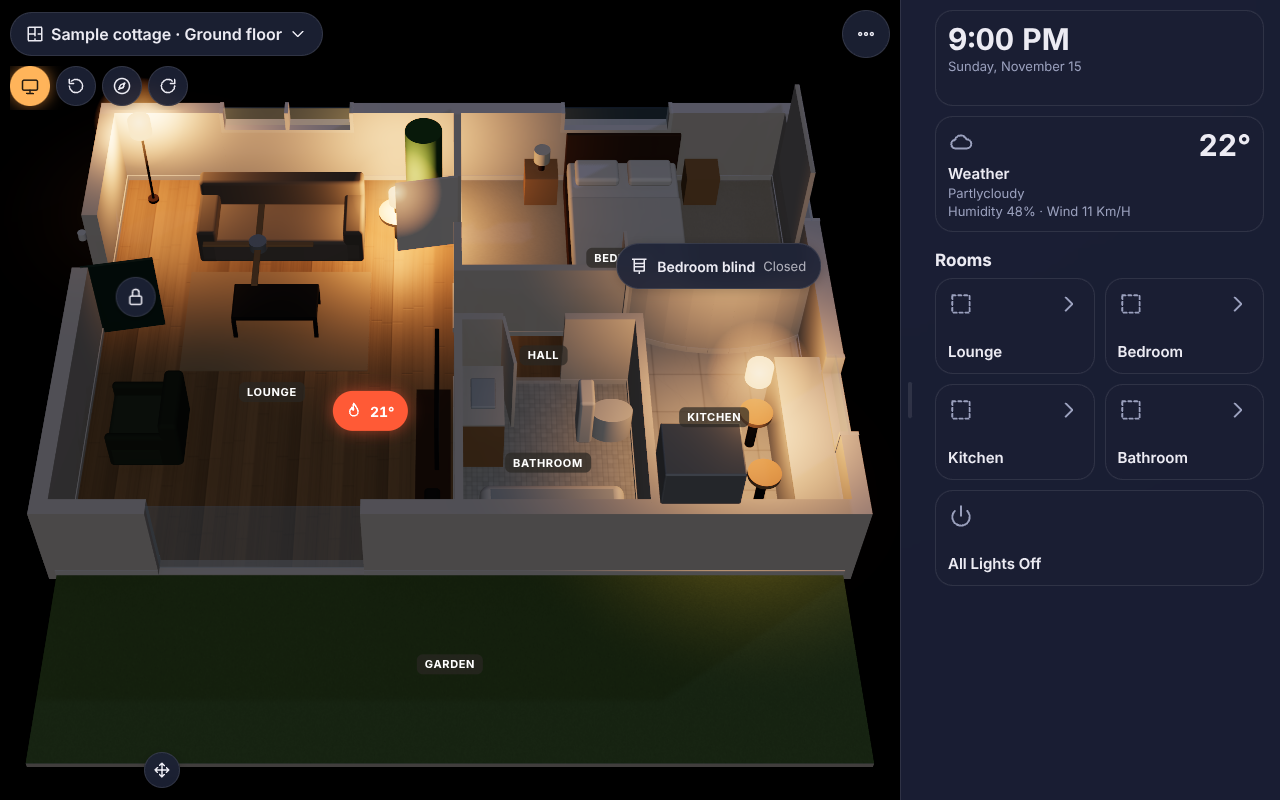 Sample cottage · Ground floor
9:00 PM
Sunday, November 15
22°
Weather
Partlycloudy
Humidity 48% · Wind 11 Km/H
Rooms
Lounge
Bedroom
Kitchen
Bathroom
All Lights Off
Bedroom blind Closed
HALL
LOUNGE
21°
KITCHEN
BATHROOM
GARDEN